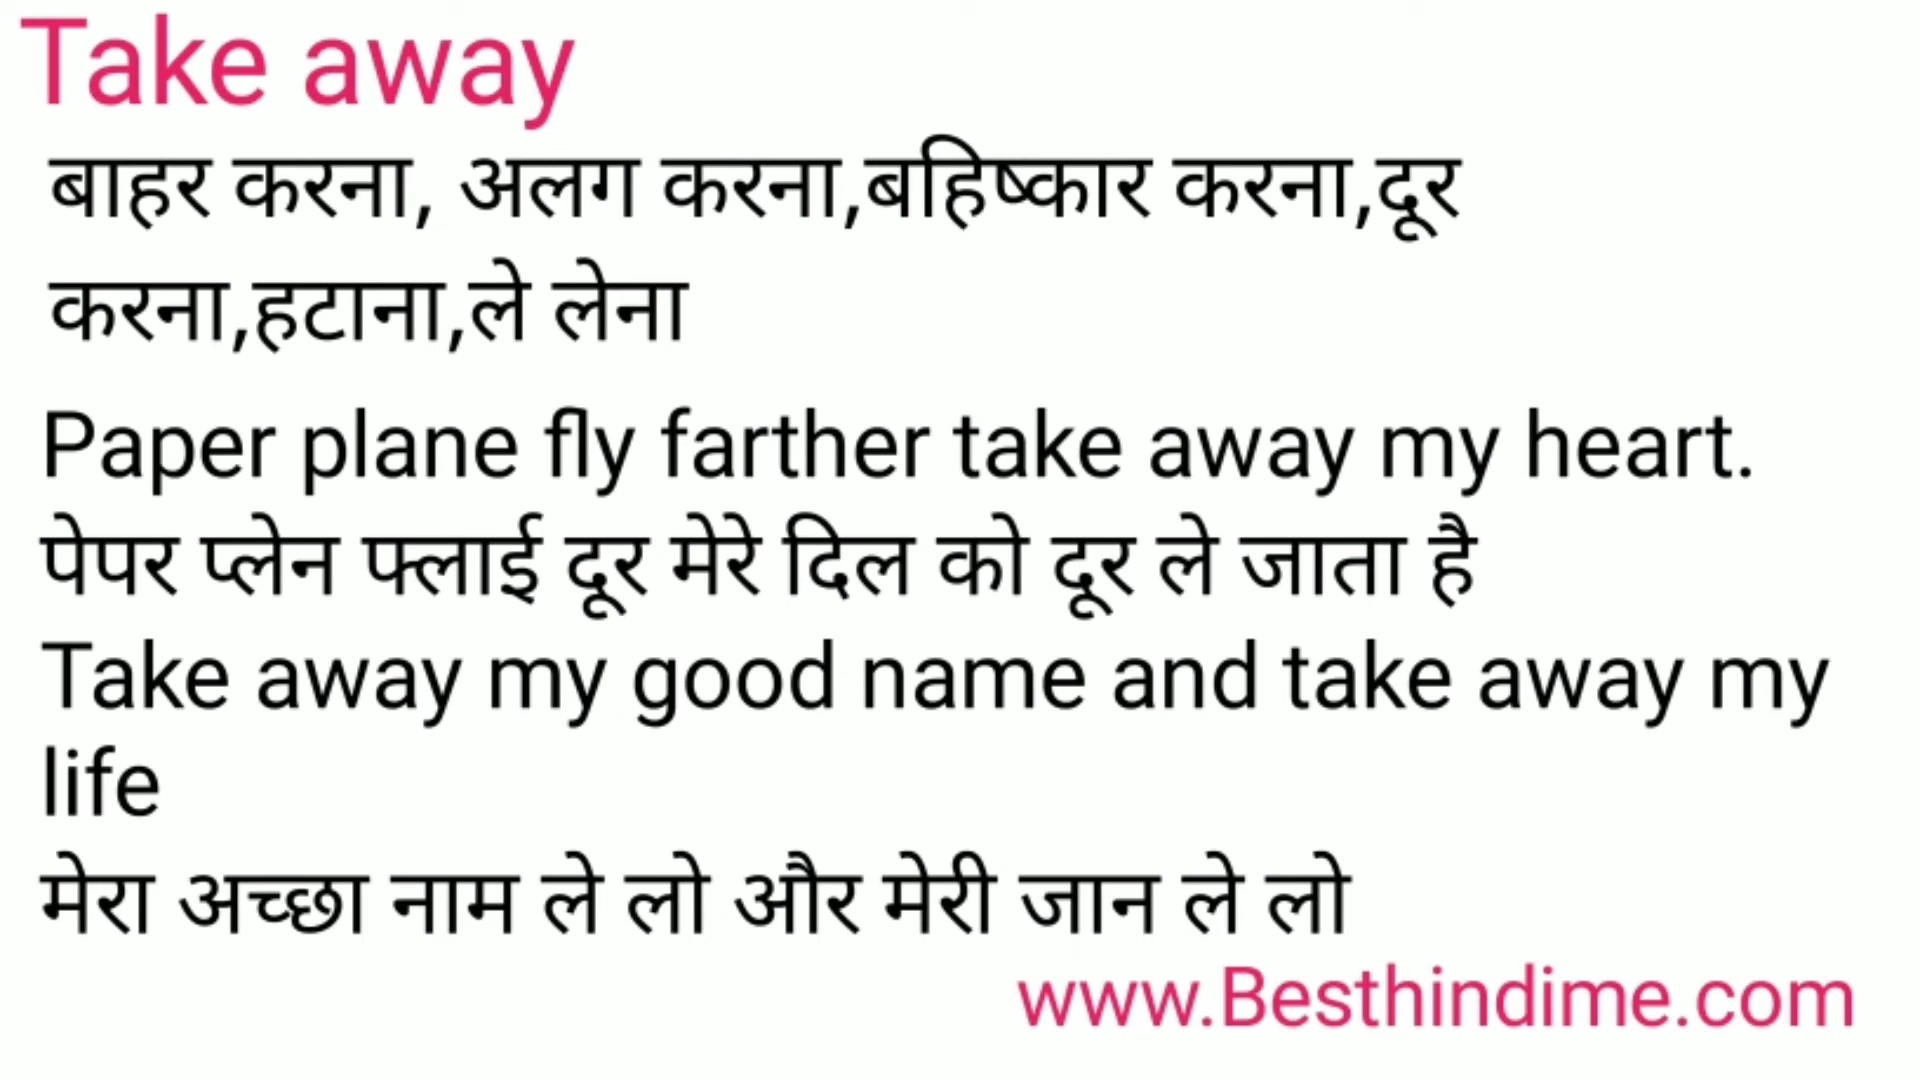 Take away
बाहर करना, अलग करना,बहिष्कार करना,दूर
करना,हटाना,ले लेना
Paper plane fly farther take away my heart.
पेपर प्लेन फ्लाई दूर मेरे दिल को दूर ले जाता है
Take away my good name and take away my
life
मेरा अच्छा नाम ले लो और मेरी जान ले लो
www.Besthindime.com